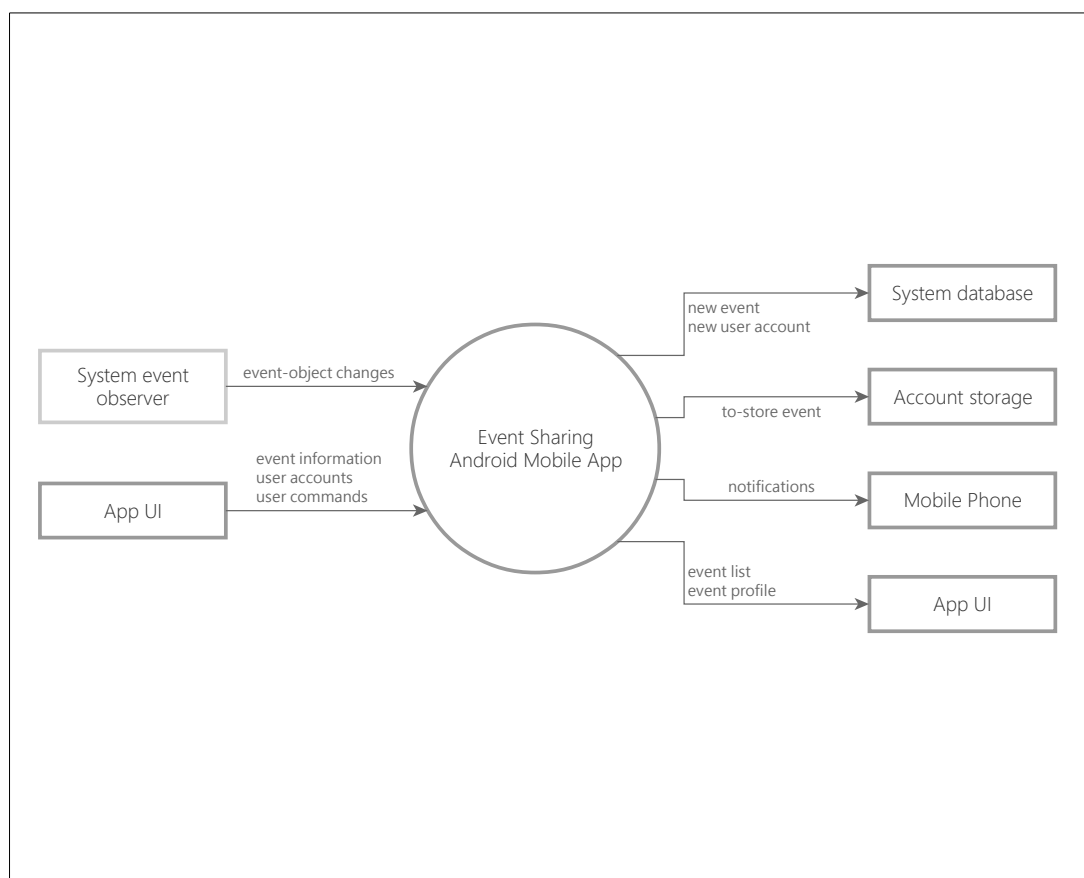 System event
observer
event-object changes
App UI
event information
user accounts
user commands
Event Sharing
Android Mobile App
new event
new user account
System database
to-store event
Account storage
notifications
Mobile Phone
event list
event profile
App UI